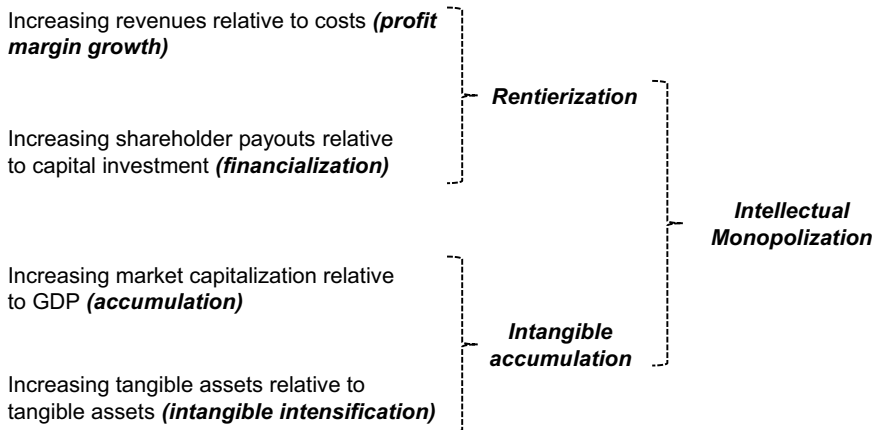 Increasing revenues relative to costs (profit
margin growth)
Rentierization
Increasing shareholder payouts relative
to capital investment (financialization)
Intellectual
Monopolization
Increasing market capitalization relative
to GDP (accumulation)
Intangible
accumulation
Increasing tangible assets relative to
tangible assets (intangible intensification)